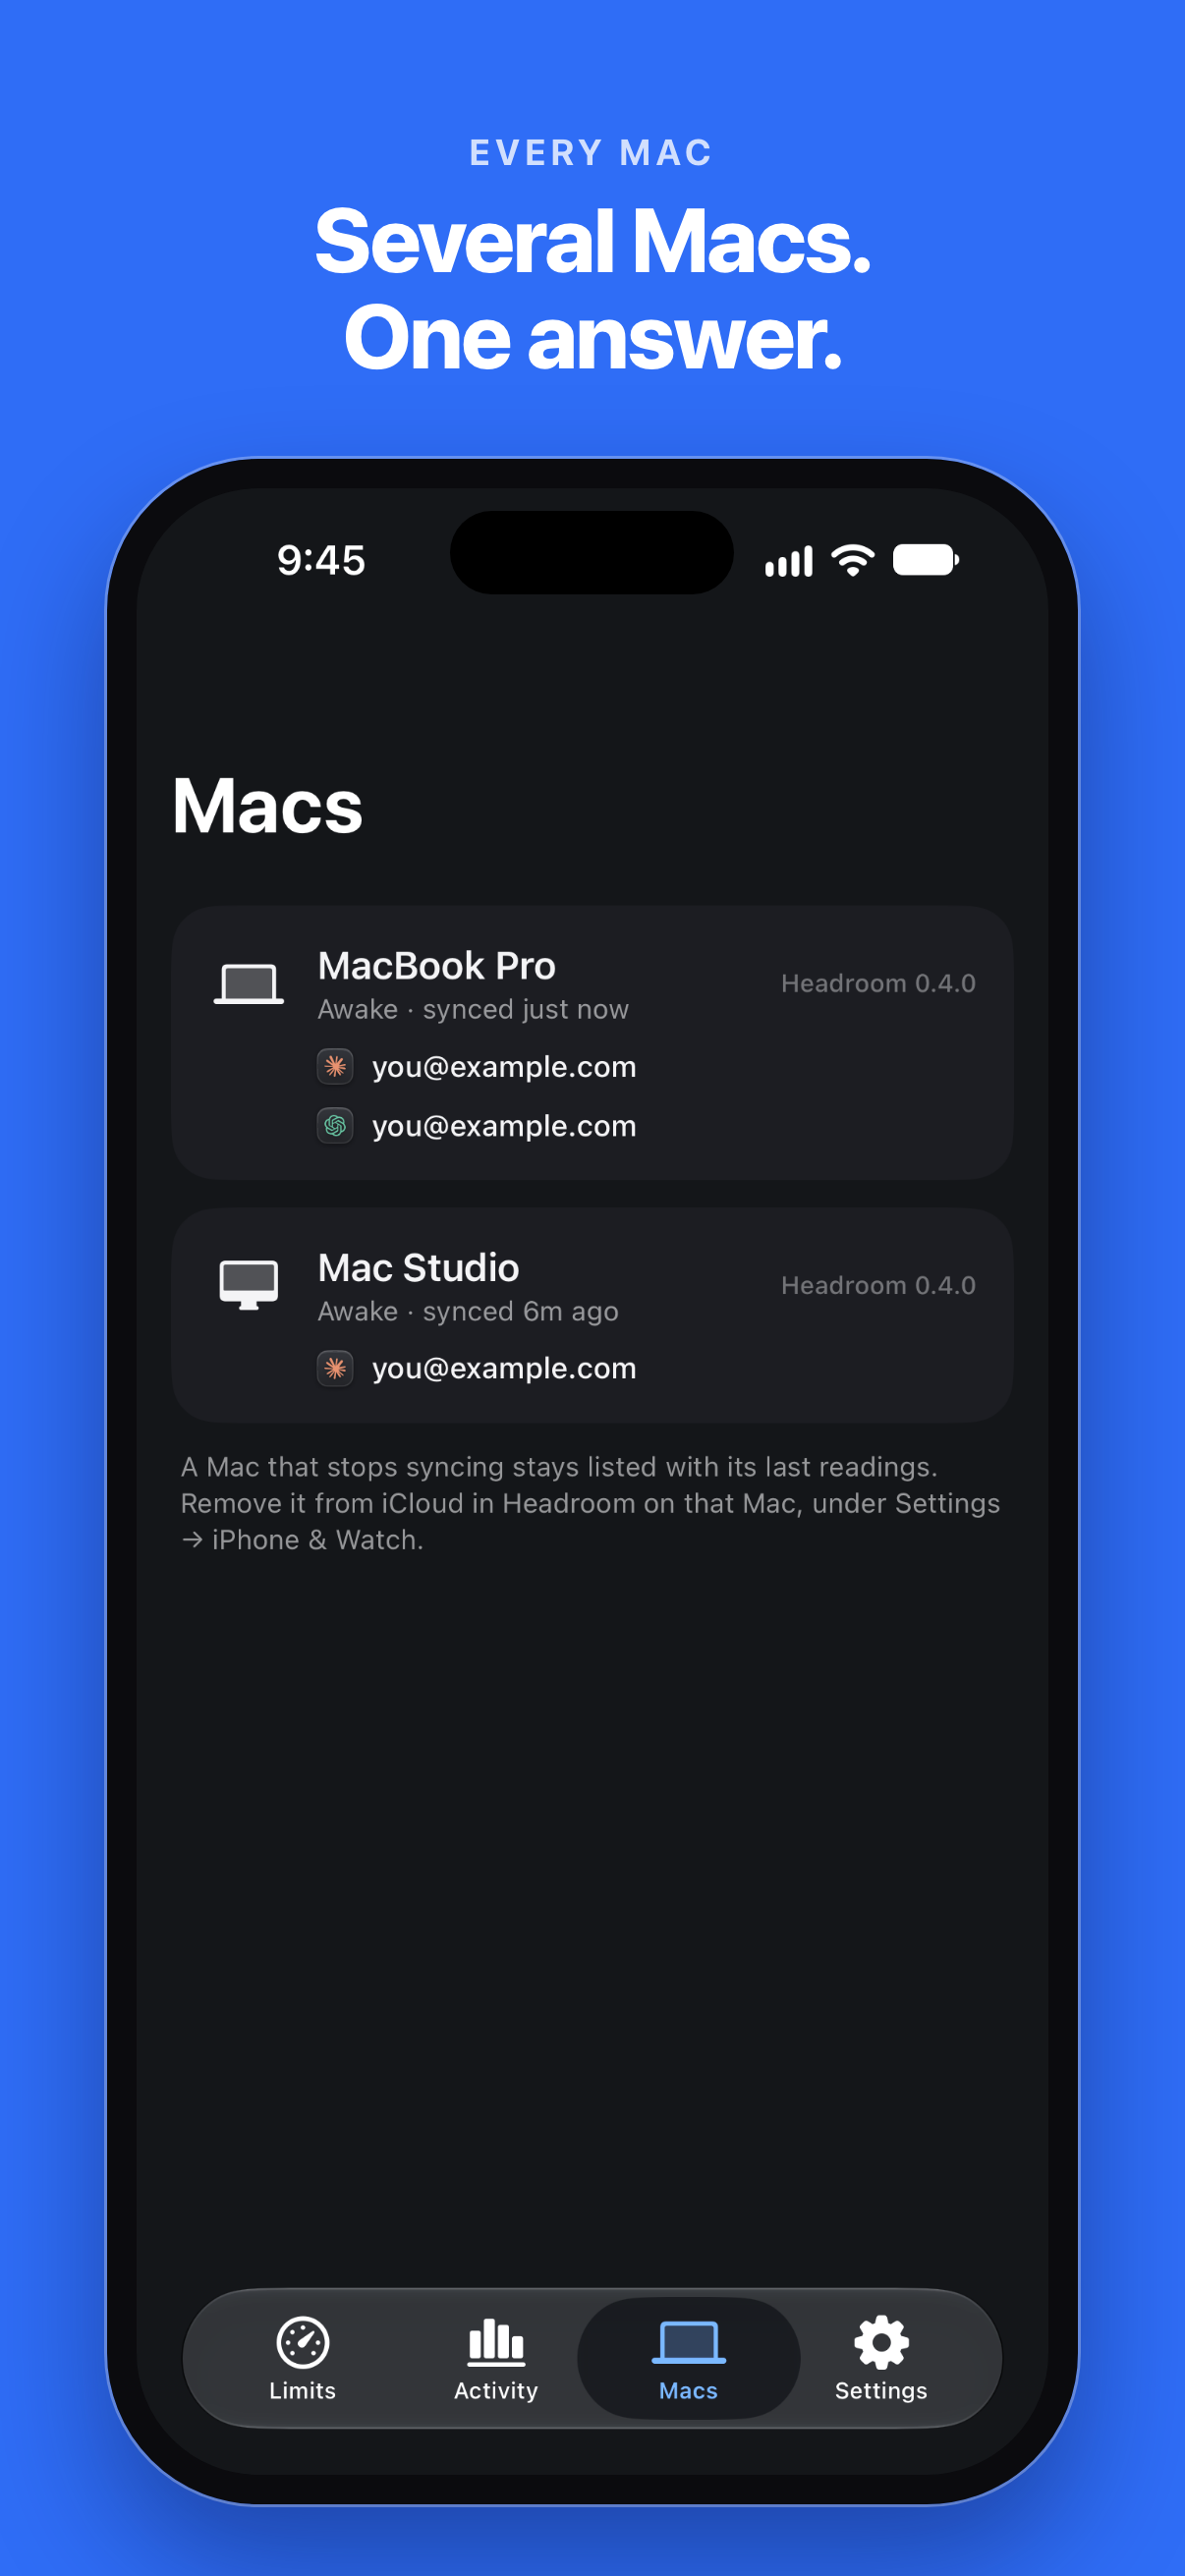 EVERY MAC
Several Macs.
One answer.
9:45
Macs
MacBook Pro
Headroom 0.4.0
Awake · synced just now
you@example.com
you@example.com
Mac Studio
Headroom 0.4.0
Awake · synced 6m ago
you@example.com
A Mac that stops syncing stays listed with its last readings.
Remove it from iCloud in Headroom on that Mac, under Settings
→ iPhone & Watch.
Limits
Activity
Macs
Settings